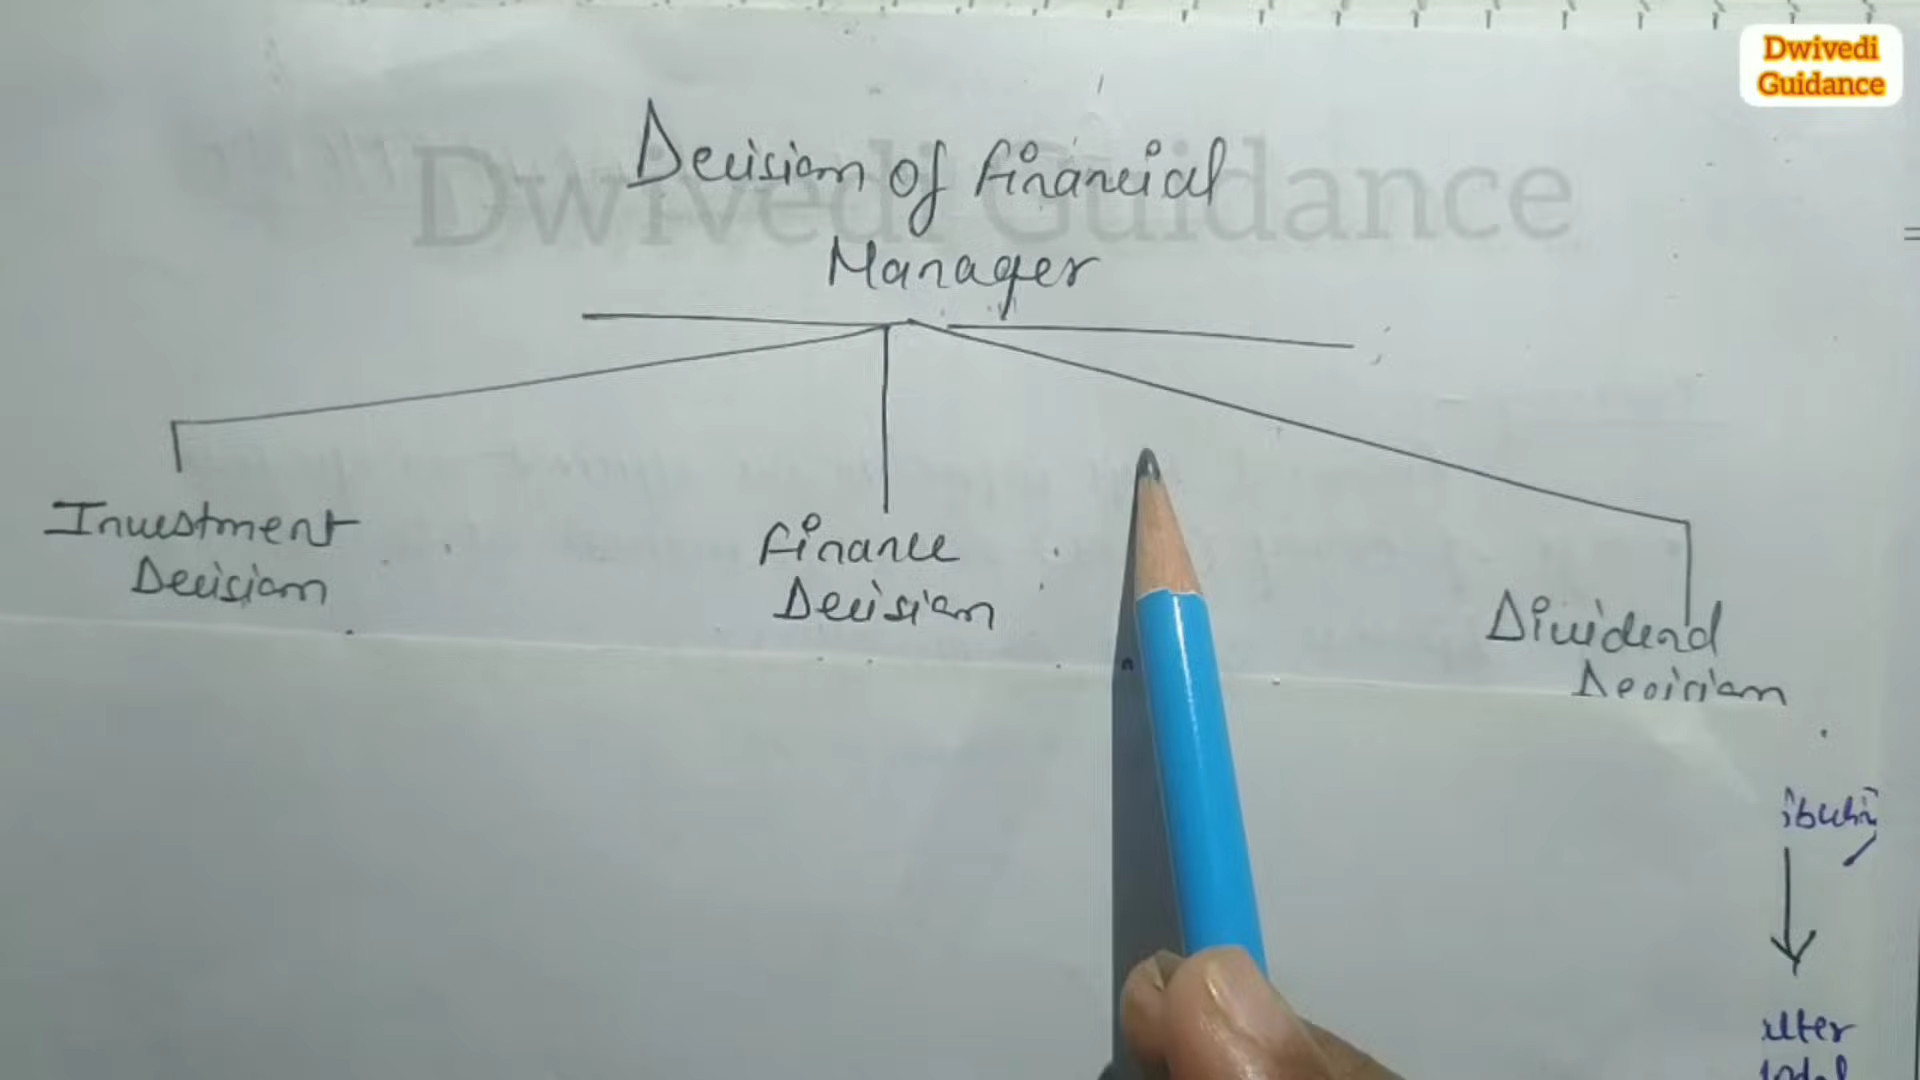 Dwivedi
Guidance
Decision of financial
Manager
Dwivedi Guidance
Investment
Decision
finance
Decision
Dividend
Decision